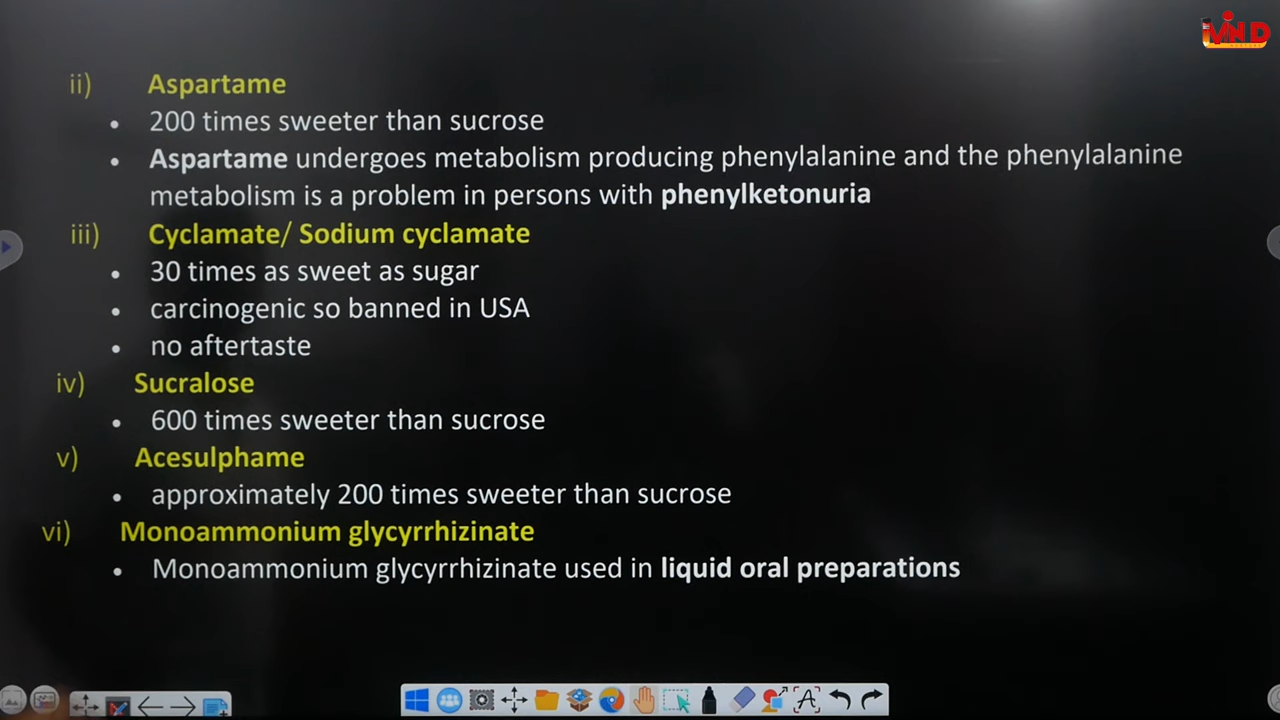 iVIND
ii) Aspartame
• 200 times sweeter than sucrose
• Aspartame undergoes metabolism producing phenylalanine and the phenylalanine
metabolism is a problem in persons with phenylketonuria
iii) Cyclamate/ Sodium cyclamate
• 30 times as sweet as sugar
• carcinogenic so banned in USA
• no aftertaste
iv) Sucralose
• 600 times sweeter than sucrose
v) Acesulphame
• approximately 200 times sweeter than sucrose
vi) Monoammonium glycyrrhizinate
• Monoammonium glycyrrhizinate used in liquid oral preparations